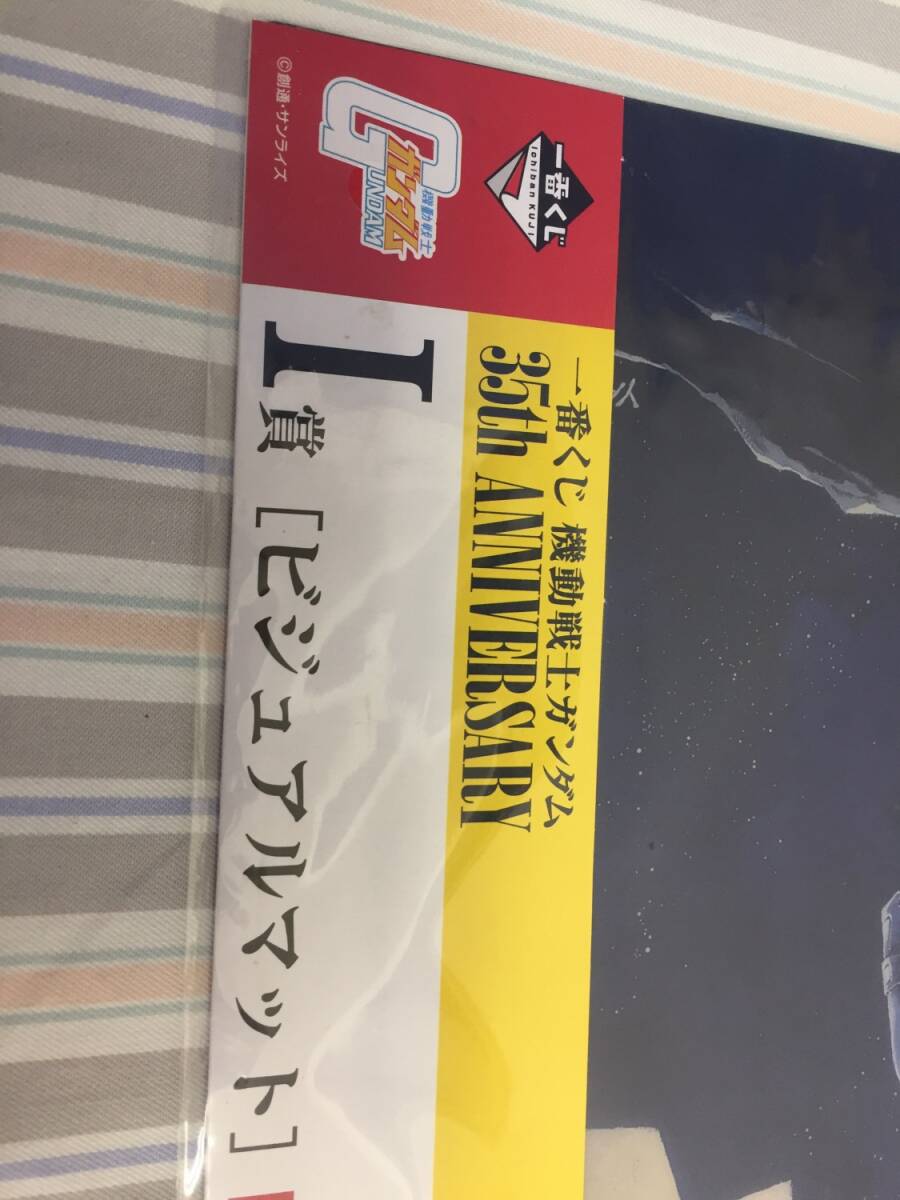 一番くじ
Ichiban KUJI
機動戦士
ガンダム
GUNDAM
©創通・サンライズ
一番くじ 機動戦士ガンダム
35th ANNIVERSARY
I賞 [ビジュアルマット]